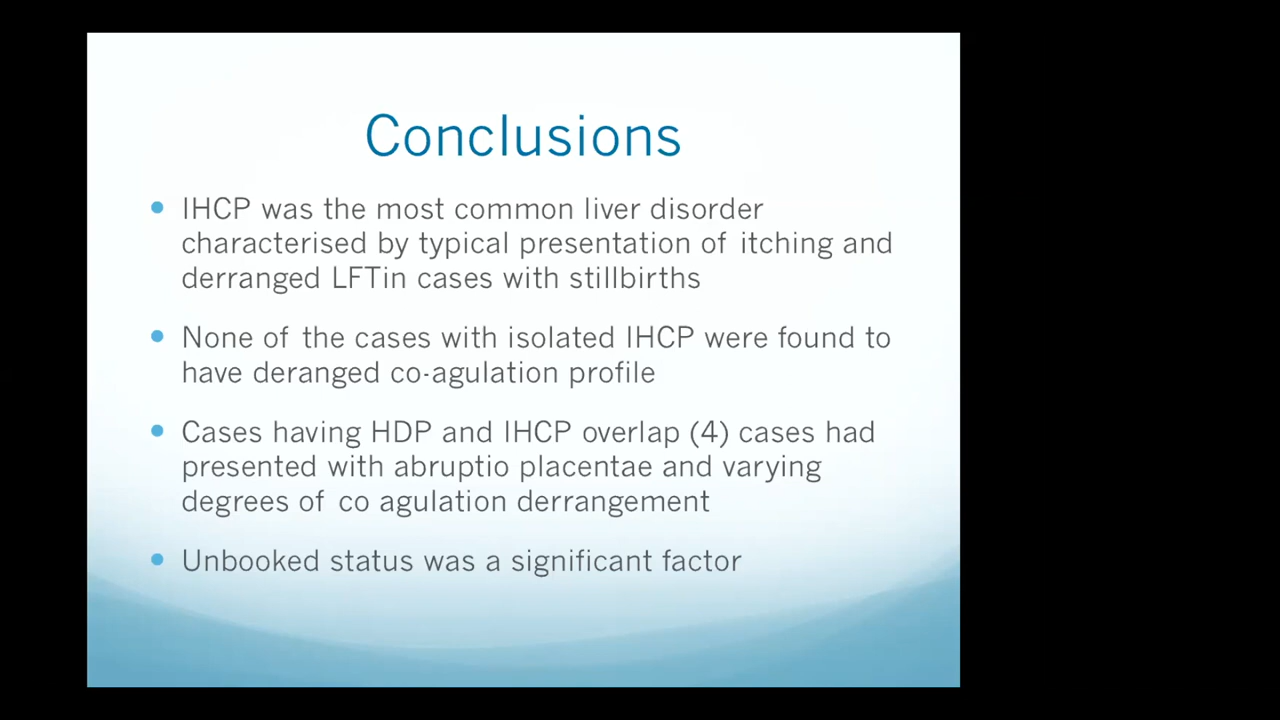 Conclusions
• IHCP was the most common liver disorder
characterised by typical presentation of itching and
derranged LFTin cases with stillbirths
• None of the cases with isolated IHCP were found to
have deranged co-agulation profile
• Cases having HDP and IHCP overlap (4) cases had
presented with abruptio placentae and varying
degrees of co agulation derrangement
• Unbooked status was a significant factor